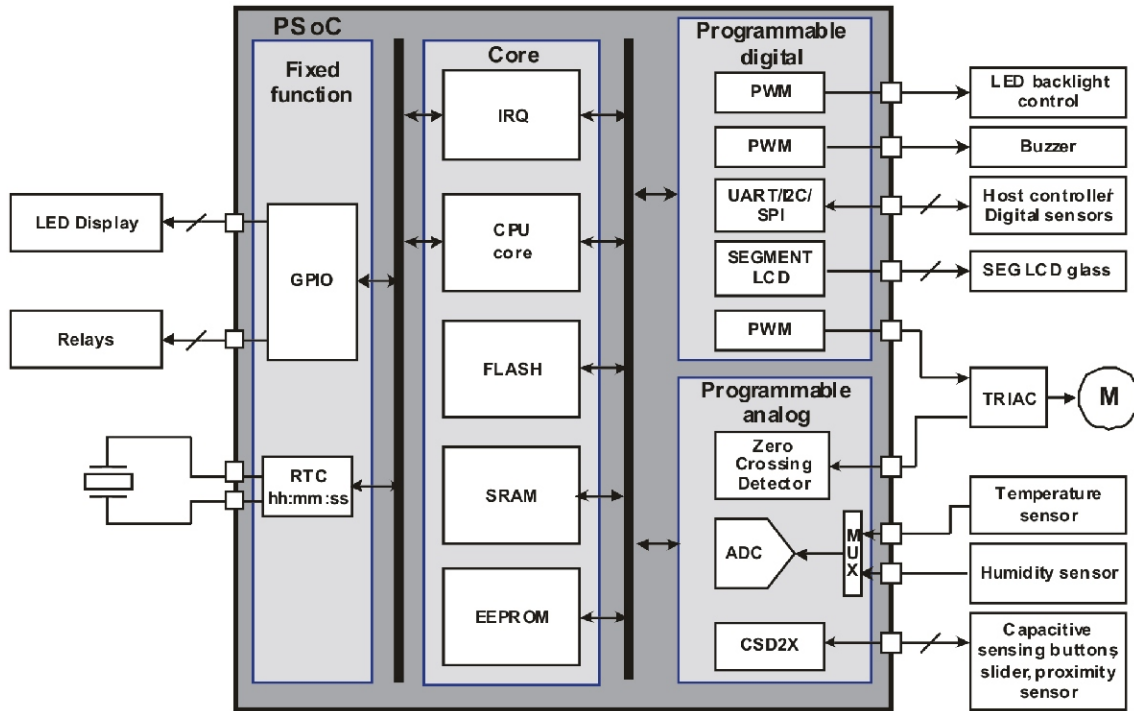 PSoC
Fixed
function
GPIO
RTC
hh:mm:ss
LED Display
Relays
Core
IRQ
CPU
core
FLASH
SRAM
EEPROM
Programmable
digital
PWM
PWM
UART/I2C/
SPI
SEGMENT
LCD
PWM
Programmable
analog
Zero
Crossing
Detector
ADC
MUX
CSD2X
LED backlight
control
Buzzer
Host controller/
Digital sensors
SEG LCD glass
TRIAC
M
Temperature
sensor
Humidity sensor
Capacitive
sensing buttons,
slider, proximity
sensor